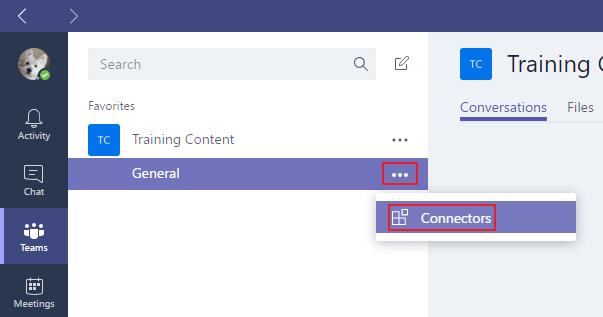 Search
TC
Training
Conversations Files
Favorites
TC Training Content
General
Connectors
Activity
Chat
Teams
Meetings